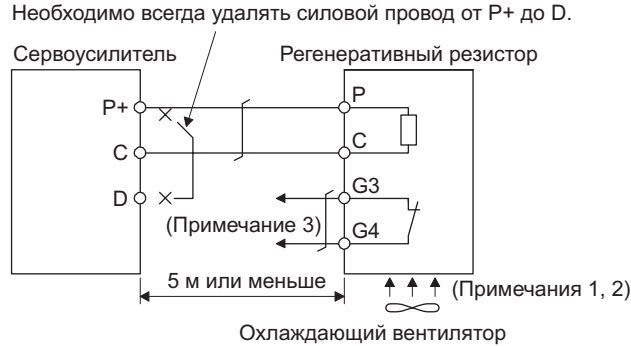 Необходимо всегда удалять силовой провод от P+ до D.
Сервоусилитель
Регенеративный резистор
P+
P
C
C
D
G3
(Примечание 3)
G4
5 м или меньше
(Примечания 1, 2)
Охлаждающий вентилятор